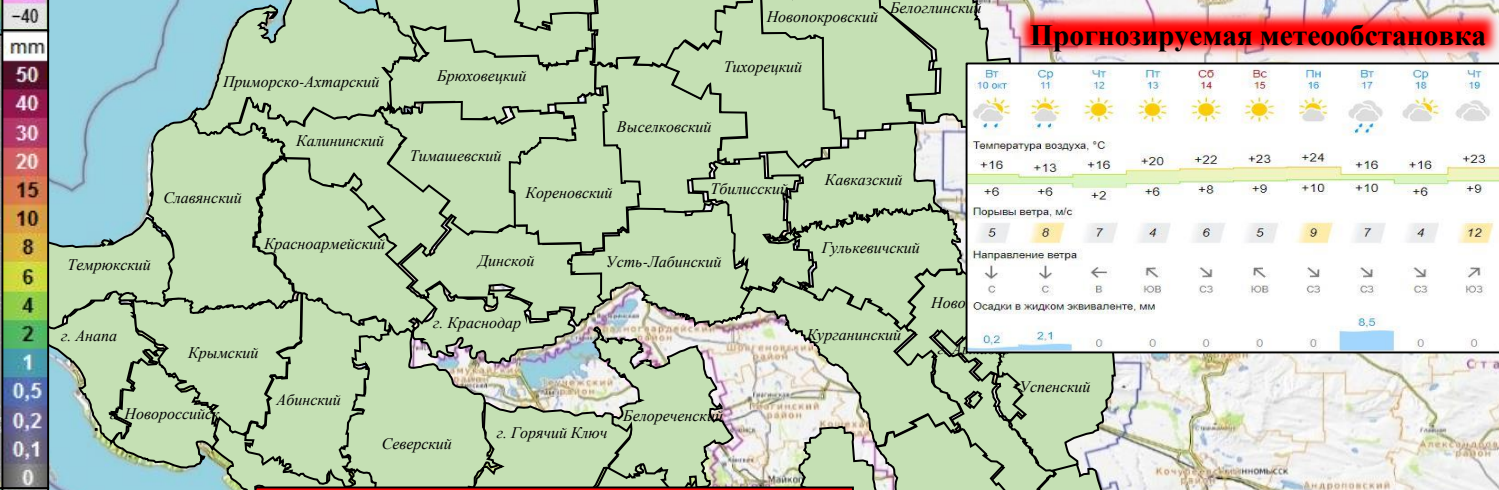 −40
mm
50
40
30
20
15
10
8
6
4
2
1
0,5
0,2
0,1
0
Прогнозируемая метеообстановка
Вт Ср Чт Пт Сб Вс Пн Вт Ср Чт
10 окт 11 12 13 14 15 16 17 18 19
Температура воздуха, °C
+16 +13 +16 +20 +22 +23 +24 +16 +16 +23
+6 +6 +2 +6 +8 +9 +10 +10 +6 +9
Порывы ветра, м/с
5 8 7 4 6 5 9 7 4 12
Направление ветра
С С В ЮВ СЗ ЮВ СЗ СЗ СЗ ЮЗ
Осадки в жидком эквиваленте, мм
0,2 2,1 0 0 0 0 0 8,5 0 0
Новопокровский
Белоглинский
Приморско-Ахтарский
Брюховецкий
Тихорецкий
Калининский
Тимашевский
Выселковский
Славянский
Кореновский
Тбилисский
Кавказский
Красноармейский
Темрюкский
Динской
Усть-Лабинский
Гулькевичский
Ново
г. Анапа
г. Краснодар
Крымский
Курганинский
Абинский
Новороссийск
Успенский
Северский
г. Горячий Ключ
Белореченский
Майкоп